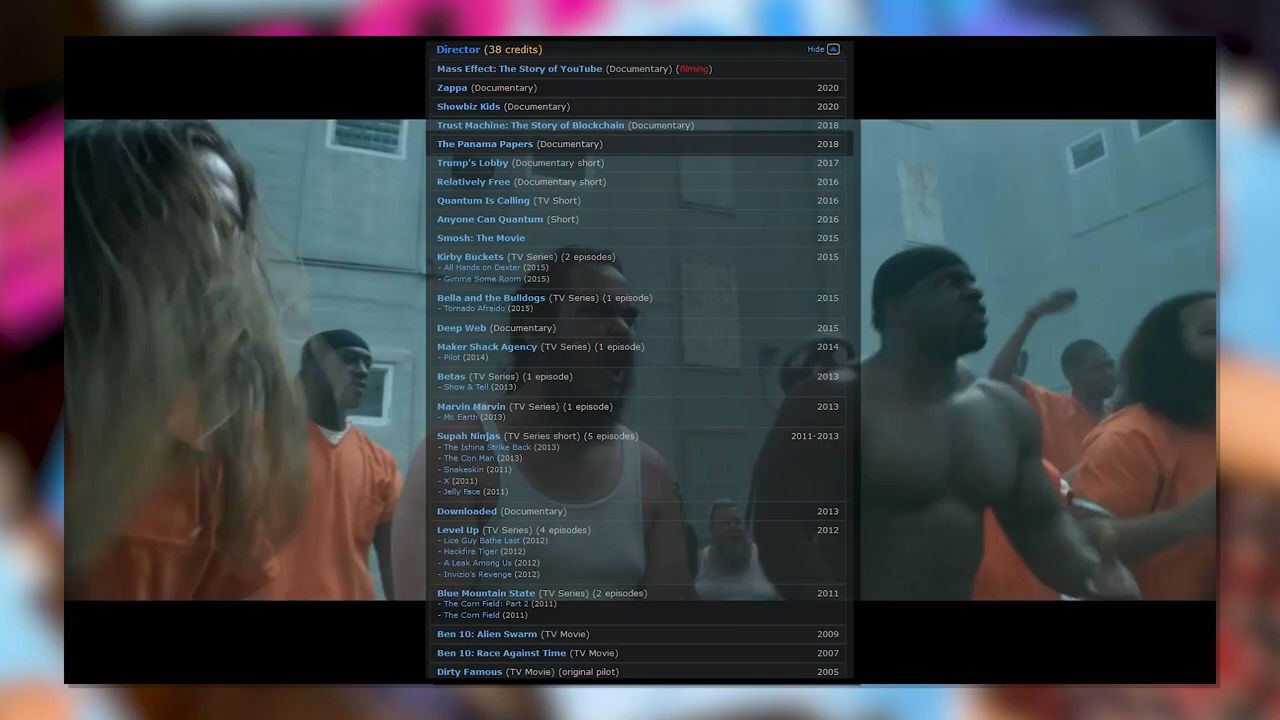 Director (38 credits) Hide
Mass Effect: The Story of YouTube (Documentary) (filming)
Zappa (Documentary) 2020
Showbiz Kids (Documentary) 2020
Trust Machine: The Story of Blockchain (Documentary) 2018
The Panama Papers (Documentary) 2018
Trump's Lobby (Documentary short) 2017
Relatively Free (Documentary short) 2016
Quantum Is Calling (TV Short) 2016
Anyone Can Quantum (Short) 2016
Smosh: The Movie 2015
Kirby Buckets (TV Series) (2 episodes) 2015
- All Hands on Dexter (2015)
- Gimme Some Room (2015)
Bella and the Bulldogs (TV Series) (1 episode) 2015
- Tornado Afraido (2015)
Deep Web (Documentary) 2015
Maker Shack Agency (TV Series) (1 episode) 2014
- Pilot (2014)
Betas (TV Series) (1 episode) 2013
- Show & Tell (2013)
Marvin Marvin (TV Series) (1 episode) 2013
- Mr. Earth (2013)
Supah Ninjas (TV Series short) (5 episodes) 2011-2013
- The Ishina Strike Back (2013)
- The Con Man (2013)
- Snakeskin (2011)
- X (2011)
- Jelly Face (2011)
Downloaded (Documentary) 2013
Level Up (TV Series) (4 episodes) 2012
- Lice Guy Bathe Last (2012)
- Heckfire Tiger (2012)
- A Leak Among Us (2012)
- Invizio's Revenge (2012)
Blue Mountain State (TV Series) (2 episodes) 2011
- The Corn Field: Part 2 (2011)
- The Corn Field (2011)
Ben 10: Alien Swarm (TV Movie) 2009
Ben 10: Race Against Time (TV Movie) 2007
Dirty Famous (TV Movie) (original pilot) 2005